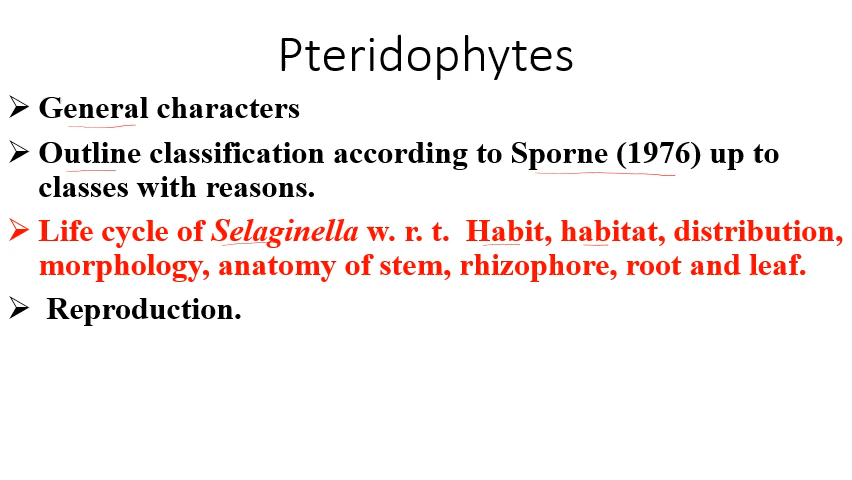 Pteridophytes
➢ General characters
➢ Outline classification according to Sporne (1976) up to
classes with reasons.
➢ Life cycle of Selaginella w. r. t. Habit, habitat, distribution,
morphology, anatomy of stem, rhizophore, root and leaf.
➢ Reproduction.